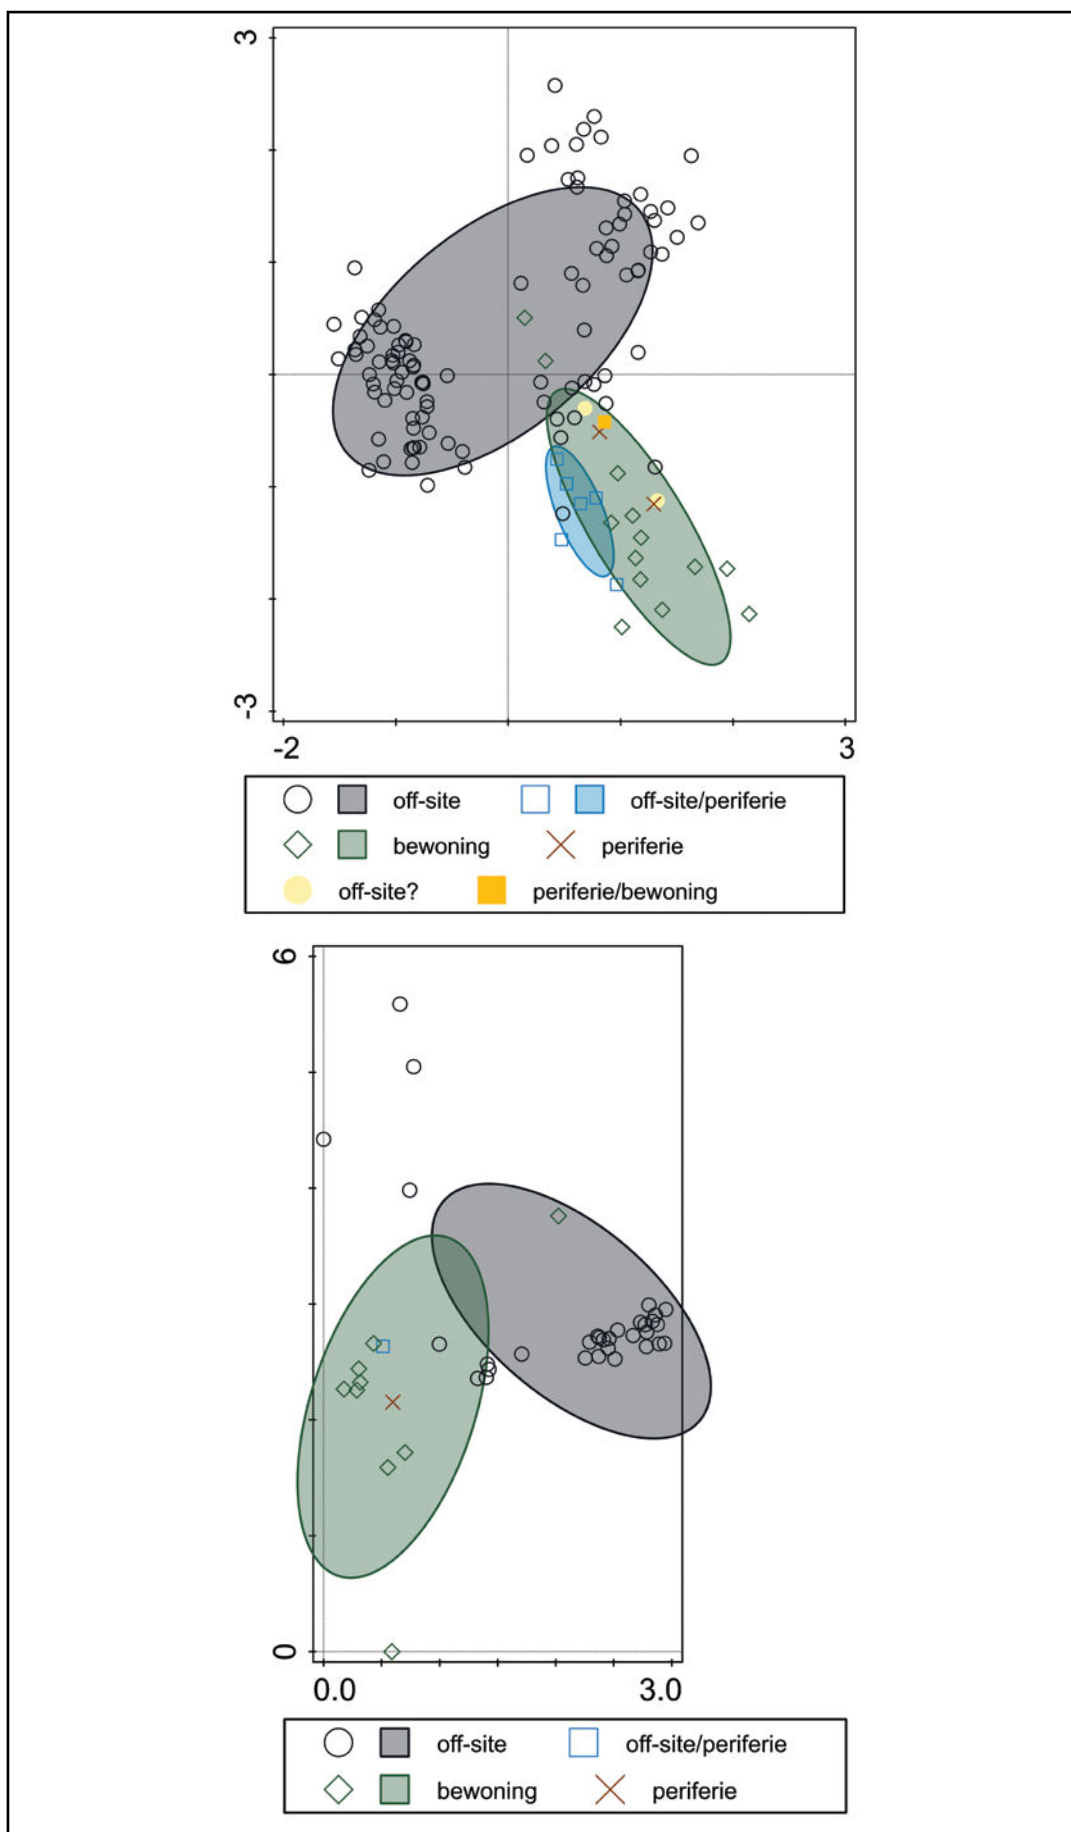 3
-3
-2 3
off-site off-site/periferie
bewoning periferie
off-site? periferie/bewoning
6
0
0.0 3.0
off-site off-site/periferie
bewoning periferie